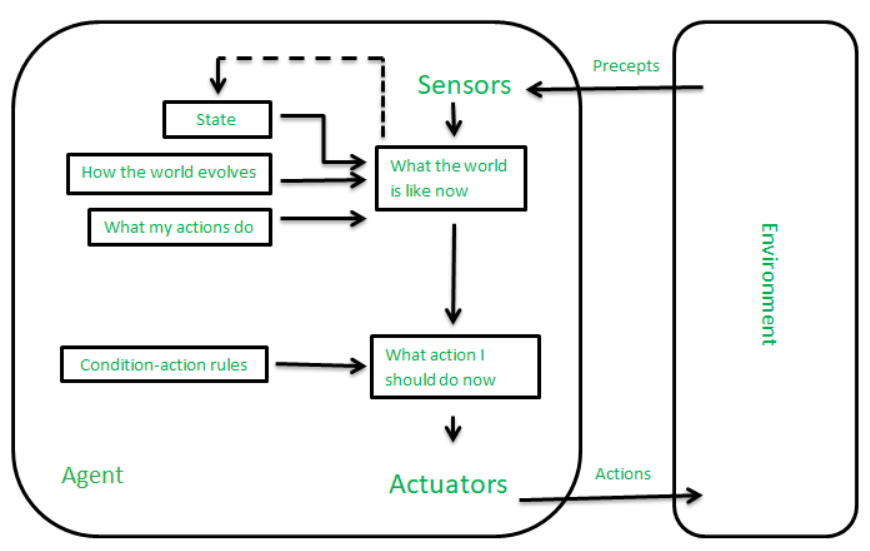 Sensors
Precepts
State
How the world evolves
What the world
is like now
What my actions do
Environment
Condition-action rules
What action I
should do now
Agent
Actuators
Actions